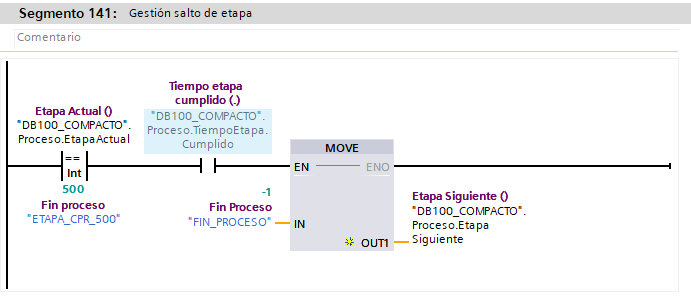 Segmento 141: Gestión salto de etapa
Comentario
Tiempo etapa
cumplido (.)
Etapa Actual ()
"DB100_COMPACTO".
"DB100_COMPACTO".
Proceso.TiempoEtapa.
Proceso.EtapaActual
Cumplido
MOVE
==
EN
ENO
Int
500
-1
Fin proceso
Fin Proceso
Etapa Siguiente ()
"ETAPA_CPR_500"
"FIN_PROCESO"
IN
"DB100_COMPACTO".
Proceso.Etapa
OUT1
Siguiente